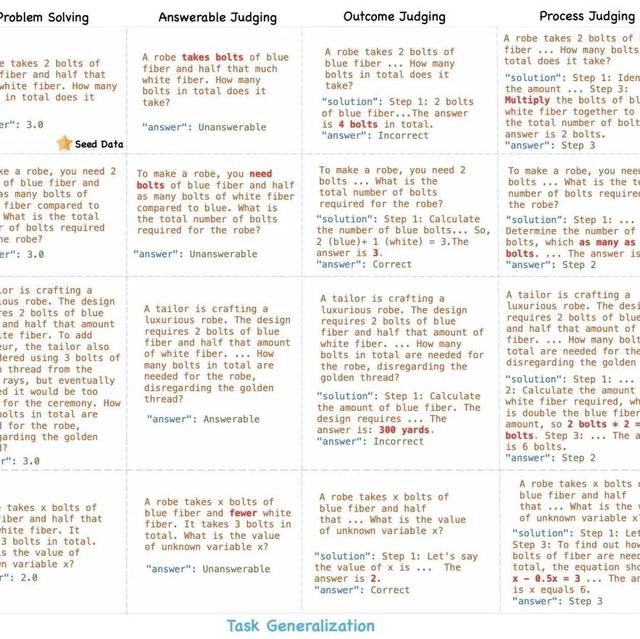 Problem Solving
Answerable Judging
Outcome Judging
Process Judging
e takes 2 bolts of
fiber and half that
white fiber. How many
in total does it
er": 3.0
Seed Data
A robe takes bolts of blue
fiber and half that much
white fiber. How many
bolts in total does it
take?
"answer": Unanswerable
A robe takes 2 bolts of
blue fiber ... How many
bolts in total does it
take?
"solution": Step 1: 2 bolts
of blue fiber...The answer
is 4 bolts in total.
"answer": Incorrect
A robe takes 2 bolts of
fiber ... How many bolts
total does it take?
"solution": Step 1: Iden
the amount ... Step 3:
Multiply the bolts of bl
white fiber together to
the total number of bolt
answer is 2 bolts.
"answer": Step 3
ke a robe, you need 2
of blue fiber and
as many bolts of
fiber compared to
What is the total
r of bolts required
he robe?
er": 3.0
To make a robe, you need
bolts of blue fiber and half
as many bolts of white fiber
compared to blue. What is
the total number of bolts
required for the robe?
"answer": Unanswerable
To make a robe, you need 2
bolts ... What is the
total number of bolts
required for the robe?
"solution": Step 1: Calculate
the number of blue bolts... So,
2 (blue)+ 1 (white) = 3.The
answer is 3.
"answer": Correct
To make a robe, you need
bolts ... What is the to
number of bolts required
the robe?
"solution": Step 1: ...
Determine the number of
bolts, which as many as
bolts. ... The answer is
"answer": Step 2
lor is crafting a
ious robe. The design
res 2 bolts of blue
and half that amount
te fiber. To add
eur, the tailor also
dered using 3 bolts of
n thread from the
rays, but eventually
ed it would be too
for the ceremony. How
bolts in total are
d for the robe,
garding the golden
d?
r": 3.0
A tailor is crafting a
luxurious robe. The design
requires 2 bolts of blue
fiber and half that amount
of white fiber. ... How
many bolts in total are
needed for the robe,
disregarding the golden
thread?
"answer": Answerable
A tailor is crafting a
luxurious robe. The design
requires 2 bolts of blue
fiber and half that amount of
white fiber. ... How many
bolts in total are needed for
the robe, disregarding the
golden thread?
"solution": Step 1: Calculate
the amount of blue fiber. The
design requires ... The
answer is: 300 yards.
"answer": Incorrect
A tailor is crafting a
luxurious robe. The desi
requires 2 bolts of blue
and half that amount of
fiber. ... How many bolt
total are needed for the
disregarding the golden
thread?
"solution": Step 1: ...
2: Calculate the amount
white fiber required, wh
is double the blue fiber
amount, so 2 bolts * 2 =
bolts. Step 3: ... The a
is 6 bolts.
"answer": Step 2
e takes x bolts of
iber and half that
white fiber. It
3 bolts in total.
is the value of
wn variable x?
r": 2.0
A robe takes x bolts of
blue fiber and fewer white
fiber. It takes 3 bolts in
total. What is the value
of unknown variable x?
"answer": Unanswerable
A robe takes x bolts of
blue fiber and half
that ... What is the value
of unknown variable x?
"solution": Step 1: Let's say
the value of x is ... The
answer is 2.
"answer": Correct
A robe takes x bolts of
blue fiber and half
that ... What is the v
of unknown variable x?
"solution": Step 1: Let
Step 3: To find out how
bolts of fiber are need
total, the equation sho
x − 0.5x = 3 ... The an
is x equals 6.
"answer": Step 3
Task Generalization